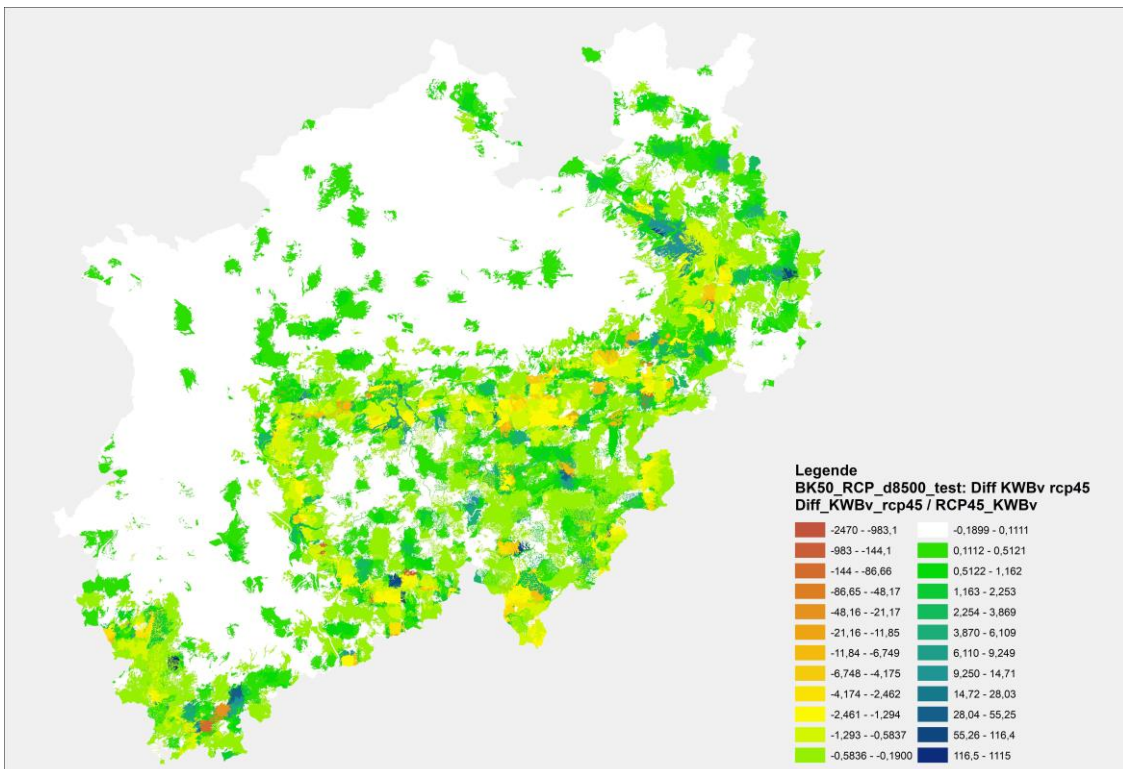 Legende
BK50_RCP_d8500_test: Diff KWBv rcp45
Diff_KWBv_rcp45 / RCP45_KWBv
-2470 - -983,1
-983 - -144,1
-144 - -86,66
-86,65 - -48,17
-48,16 - -21,17
-21,16 - -11,85
-11,84 - -6,749
-6,748 - -4,175
-4,174 - -2,462
-2,461 - -1,294
-1,293 - -0,5837
-0,5836 - -0,1900
-0,1899 - 0,1111
0,1112 - 0,5121
0,5122 - 1,162
1,163 - 2,253
2,254 - 3,869
3,870 - 6,109
6,110 - 9,249
9,250 - 14,71
14,72 - 28,03
28,04 - 55,25
55,26 - 116,4
116,5 - 1115